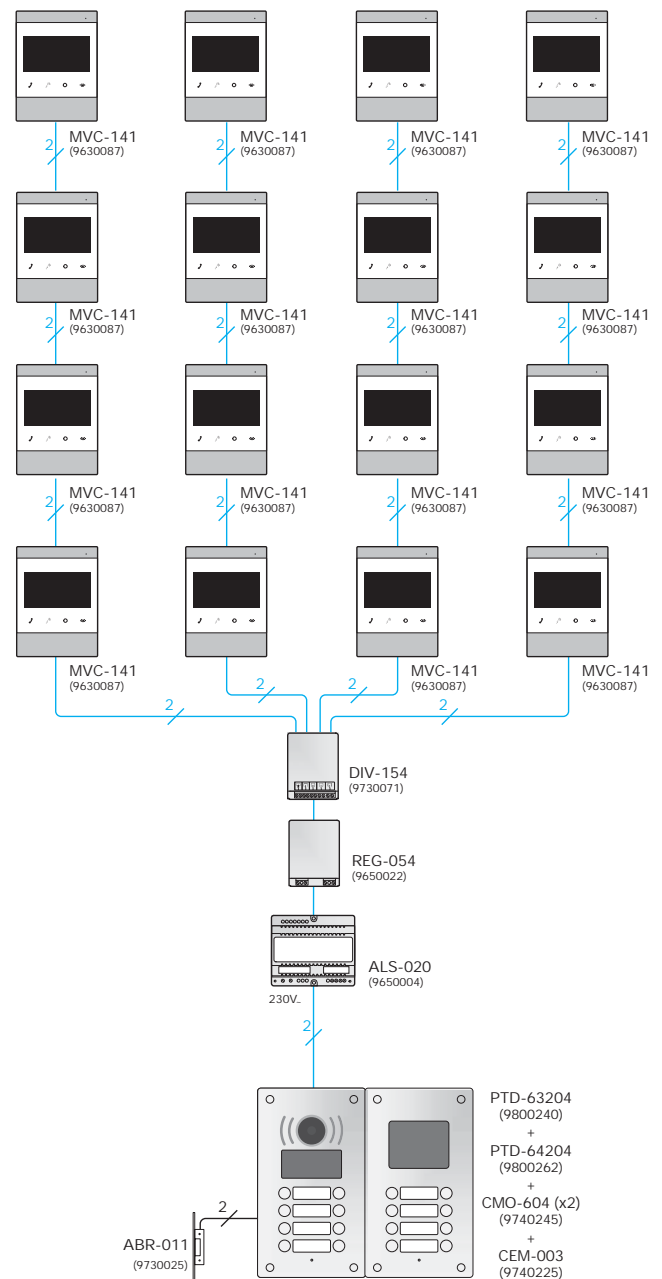 2
MVC-141
(9630087)
2
MVC-141
(9630087)
2
MVC-141
(9630087)
2
MVC-141
(9630087)
2
MVC-141
(9630087)
2
MVC-141
(9630087)
2
MVC-141
(9630087)
2
MVC-141
(9630087)
2
MVC-141
(9630087)
2
MVC-141
(9630087)
2
MVC-141
(9630087)
2
MVC-141
(9630087)
MVC-141
(9630087)
MVC-141
(9630087)
MVC-141
(9630087)
2
2
2
2
DIV-154
(9730071)
REG-054
(9650022)
ALS-020
(9650004)
230V
2
PTD-63204
(9800240)
+
PTD-64204
(9800262)
+
CMO-604 (x2)
(9740245)
+
CEM-003
(9740225)
2
ABR-011
(9730025)